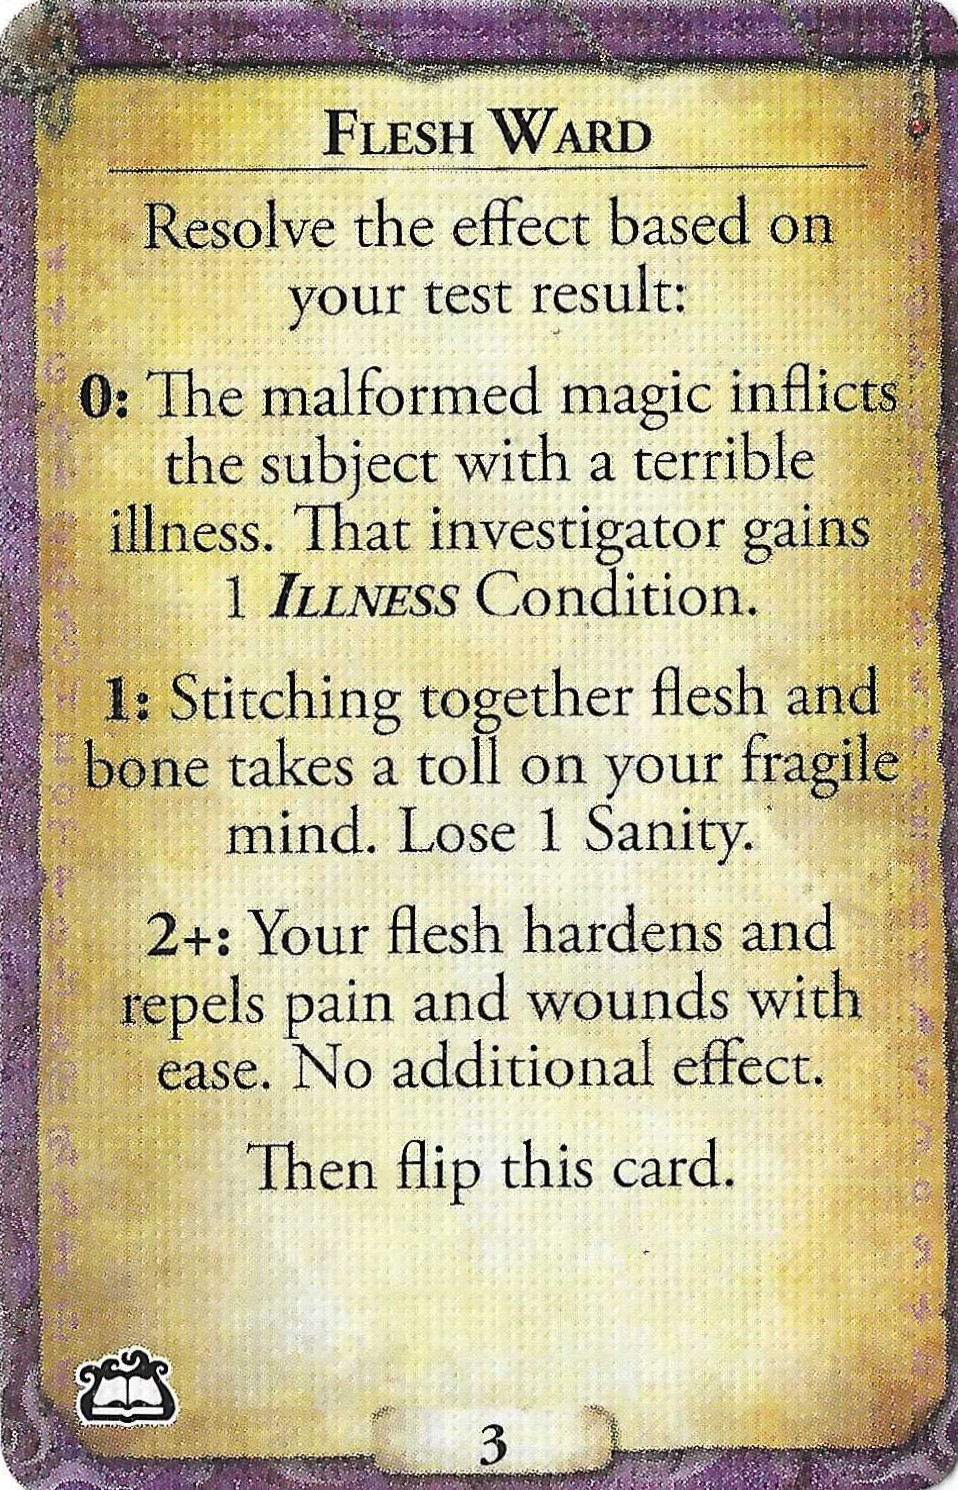 FLESH WARD
Resolve the effect based on
your test result:
0: The malformed magic inflicts
the subject with a terrible
illness. That investigator gains
1 ILLNESS Condition.
1: Stitching together flesh and
bone takes a toll on your fragile
mind. Lose 1 Sanity.
2+: Your flesh hardens and
repels pain and wounds with
ease. No additional effect.
Then flip this card.
3